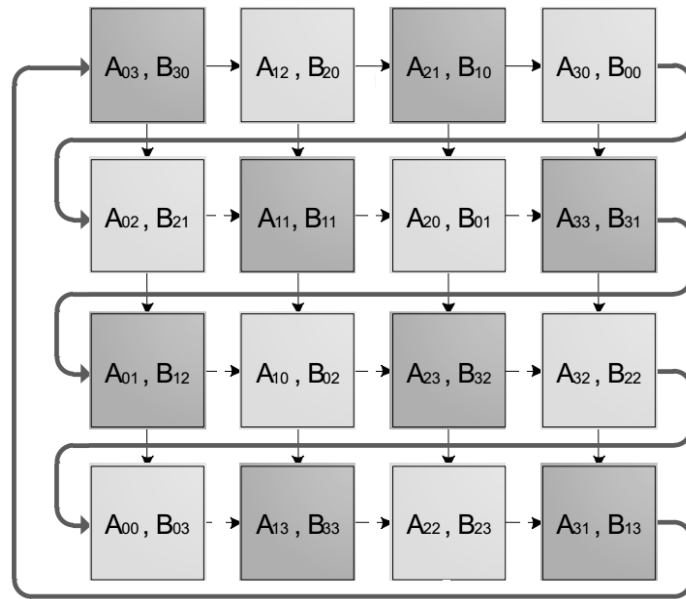 A₀₃ , B₃₀ A₁₂ , B₂₀ A₂₁ , B₁₀ A₃₀ , B₀₀
A₀₂ , B₂₁ A₁₁ , B₁₁ A₂₀ , B₀₁ A₃₃ , B₃₁
A₀₁ , B₁₂ A₁₀ , B₀₂ A₂₃ , B₃₂ A₃₂ , B₂₂
A₀₀ , B₀₃ A₁₃ , B₃₃ A₂₂ , B₂₃ A₃₁ , B₁₃